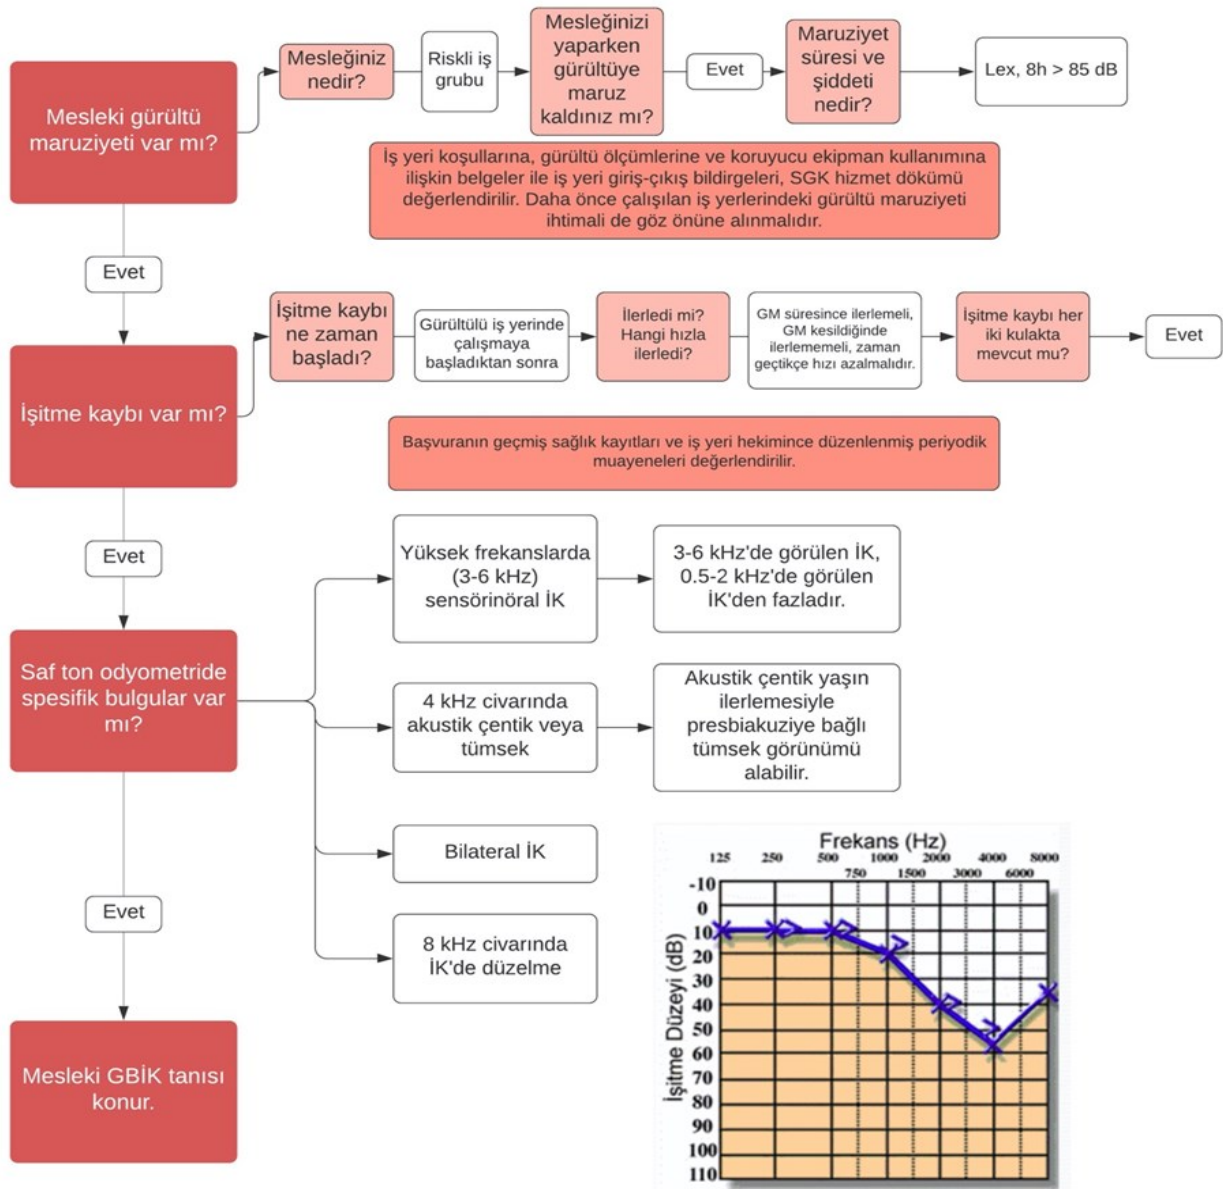 Mesleki gürültü
maruziyeti var mı?
Mesleğiniz
nedir?
Riskli iş
grubu
Mesleğinizi
yaparken
gürültüye
maruz
kaldınız mı?
Evet
Maruziyet
süresi ve
şiddeti
nedir?
Lex, 8h > 85 dB
İş yeri koşullarına, gürültü ölçümlerine ve koruyucu ekipman kullanımına
ilişkin belgeler ile iş yeri giriş-çıkış bildirgeleri, SGK hizmet dökümü
değerlendirilir. Daha önce çalışılan iş yerlerindeki gürültü maruziyeti
ihtimali de göz önüne alınmalıdır.
Evet
İşitme kaybı var mı?
İşitme kaybı
ne zaman
başladı?
Gürültülü iş yerinde
çalışmaya
başladıktan sonra
İlerledi mi?
Hangi hızla
ilerledi?
GM süresince ilerlemeli,
GM kesildiğinde
ilerlememeli, zaman
geçtikçe hızı azalmalıdır.
İşitme kaybı her
iki kulakta
mevcut mu?
Evet
Başvuranın geçmiş sağlık kayıtları ve iş yeri hekimince düzenlenmiş periyodik
muayeneleri değerlendirilir.
Evet
Saf ton odyometride
spesifik bulgular var
mı?
Yüksek frekanslarda
(3-6 kHz)
sensörinöral İK
3-6 kHz'de görülen İK,
0.5-2 kHz'de görülen
İK'den fazladır.
4 kHz civarında
akustik çentik veya
tümsek
Akustik çentik yaşın
ilerlemesiyle
presbiakuziye bağlı
tümsek görünümü
alabilir.
Bilateral İK
8 kHz civarında
İK'de düzelme
Evet
Mesleki GBİK tanısı
konur.
Frekans (Hz)
125 250 500 1000 2000 4000 8000
750 1500 3000 6000
İşitme Düzeyi (dB)
-10
0
10
20
30
40
50
60
70
80
90
100
110